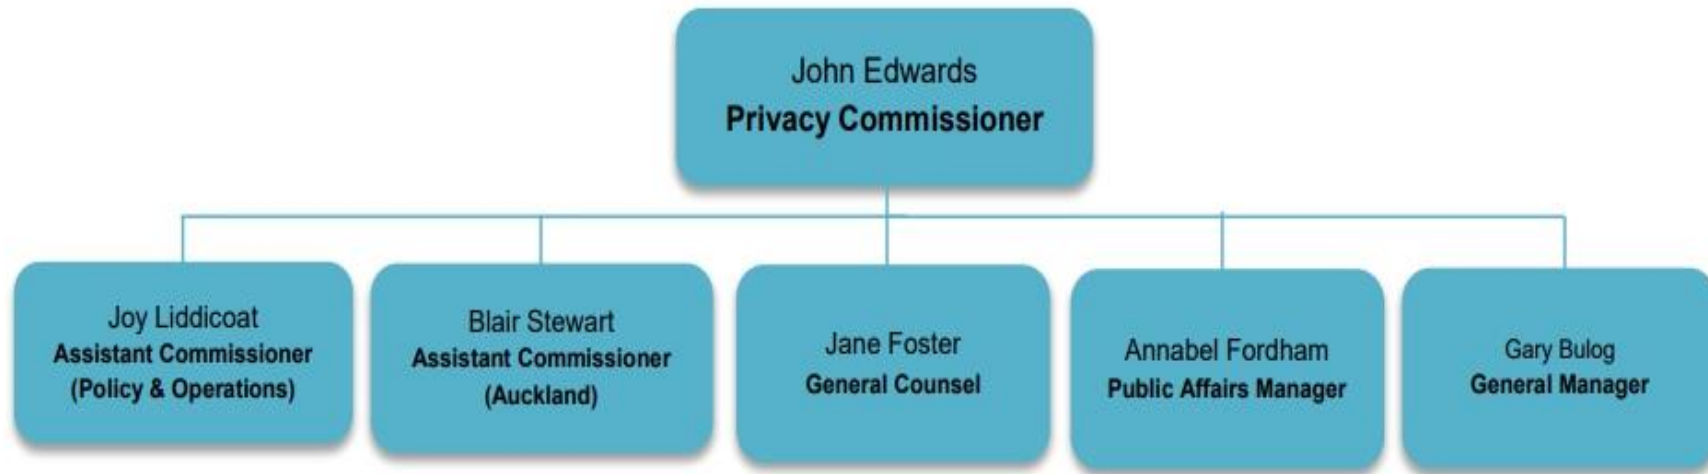 John Edwards
Privacy Commissioner
Joy Liddicoat
Assistant Commissioner
(Policy & Operations)
Blair Stewart
Assistant Commissioner
(Auckland)
Jane Foster
General Counsel
Annabel Fordham
Public Affairs Manager
Gary Bulog
General Manager